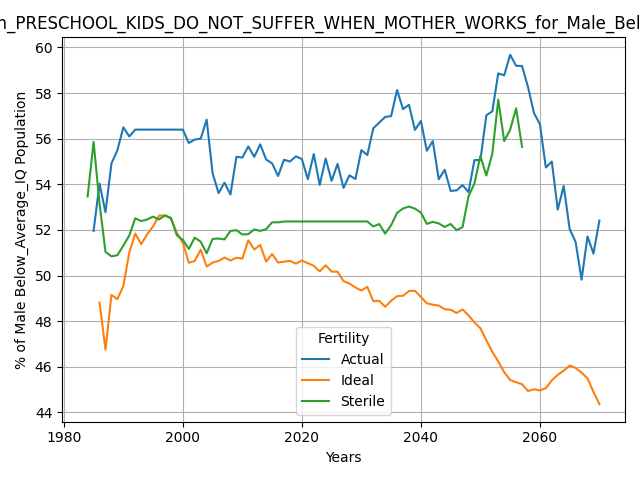 PRESCHOOL_KIDS_DO_NOT_SUFFER_WHEN_MOTHER_WORKS_for_Male_Bel
60
58
56
54
52
50
48
46
44
% of Male Below_Average_IQ Population
Fertility
Actual
Ideal
Sterile
1980
2000
2020
2040
2060
Years